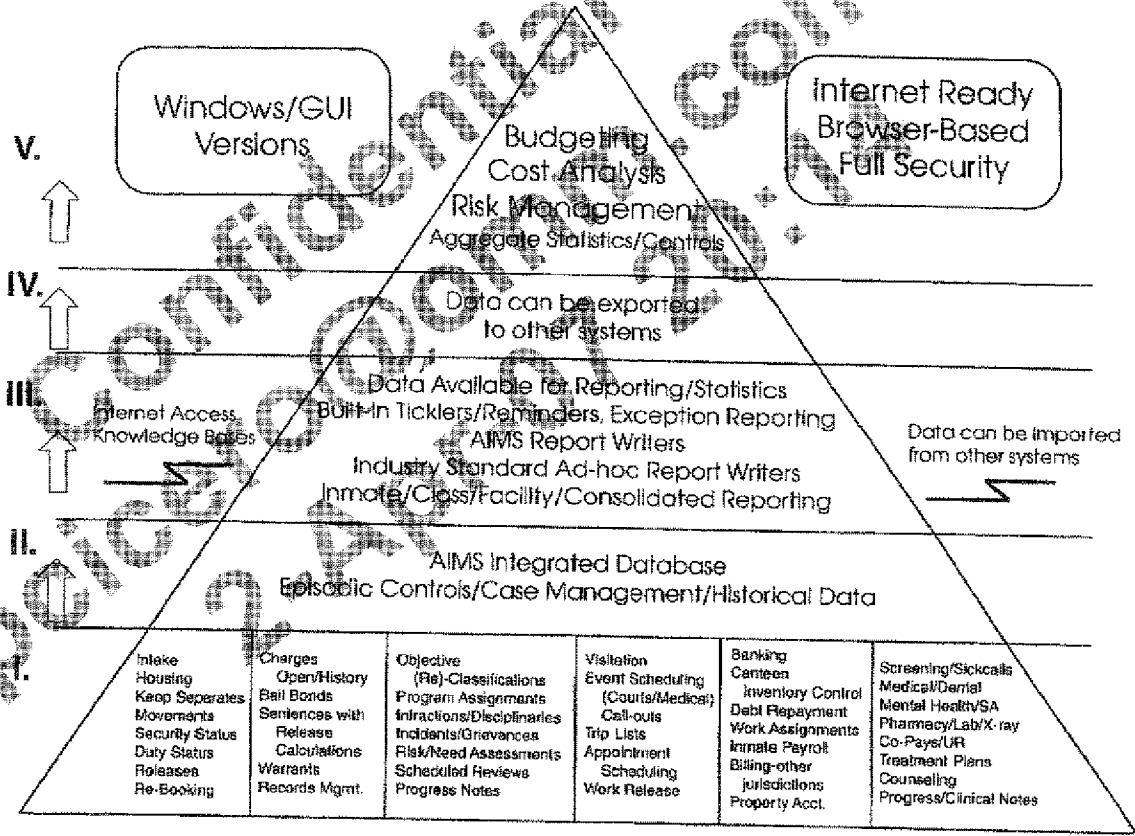 Windows/GUI
Versions
Internet Ready
Browser-Based
Full Security
V.
Budgeting
Cost Analysis
Risk Management
Aggregate Statistics/Controls
IV.
Data can be exported
to other systems
III.
Internet Access
Knowledge Bases
Data Available for Reporting/Statistics
Built-In Ticklers/Reminders, Exception Reporting
AIMS Report Writers
Industry Standard Ad-hoc Report Writers
Inmate/Class/Facility/Consolidated Reporting
Data can be imported
from other systems
II.
AIMS Integrated Database
Episodic Controls/Case Management/Historical Data
I.
Intake
Housing
Keep Seperates
Movements
Security Status
Duty Status
Releases
Re-Booking
Charges
Open/History
Bail Bonds
Sentences with
Release
Calculations
Warrants
Records Mgmt.
Objective
(Re)-Classifications
Program Assignments
Infractions/Disciplinaries
Incidents/Grievances
Risk/Need Assessments
Scheduled Reviews
Progress Notes
Visitation
Event Scheduling
(Courts/Medical)
Call-outs
Trip Lists
Appointment
Scheduling
Work Release
Banking
Canteen
Inventory Control
Debt Repayment
Work Assignments
Inmate Payroll
Billing-other
jurisdictions
Property Acct.
Screening/Sickcalls
Medical/Dental
Mental Health/SA
Pharmacy/Lab/X-ray
Co-Pays/UR
Treatment Plans
Counseling
Progress/Clinical Notes
Confidential